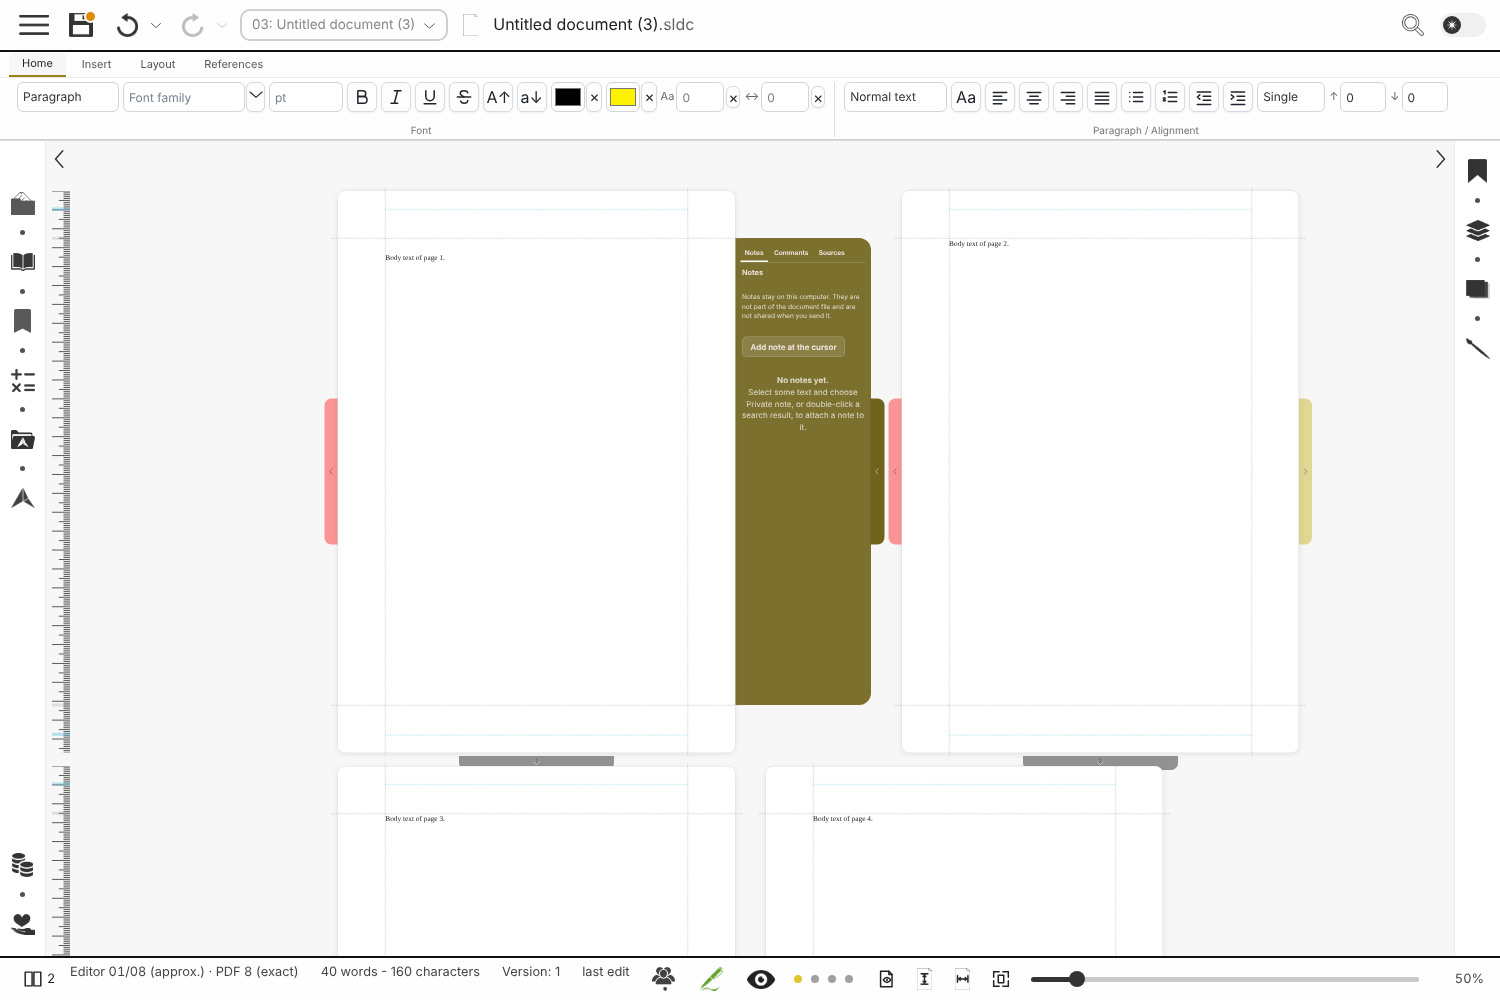 03: Untitled document (3)
Untitled document (3).sldc
Home Insert Layout References
Paragraph Font family pt B I U S A↑ a↓ × × Aa 0 × ↔ 0 × Normal text Aa Single ↑ 0 ↓ 0
Font Paragraph / Alignment
Body text of page 1.
Notes Comments Sources
Notes
Notes stay on this computer. They are
not part of the document file and are
not shared when you send it.
Add note at the cursor
No notes yet.
Select some text and choose
Private note, or double-click a
search result, to attach a note to
it.
Body text of page 2.
Body text of page 3.
Body text of page 4.
2 Editor 01/08 (approx.) · PDF 8 (exact) 40 words - 160 characters Version: 1 last edit 50%